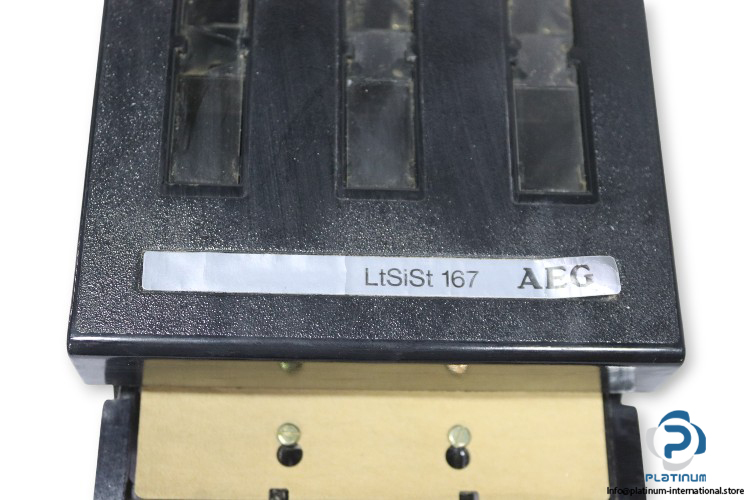 LtSiSt 167 AEG
PLATINUM
Info@platinum-international.store